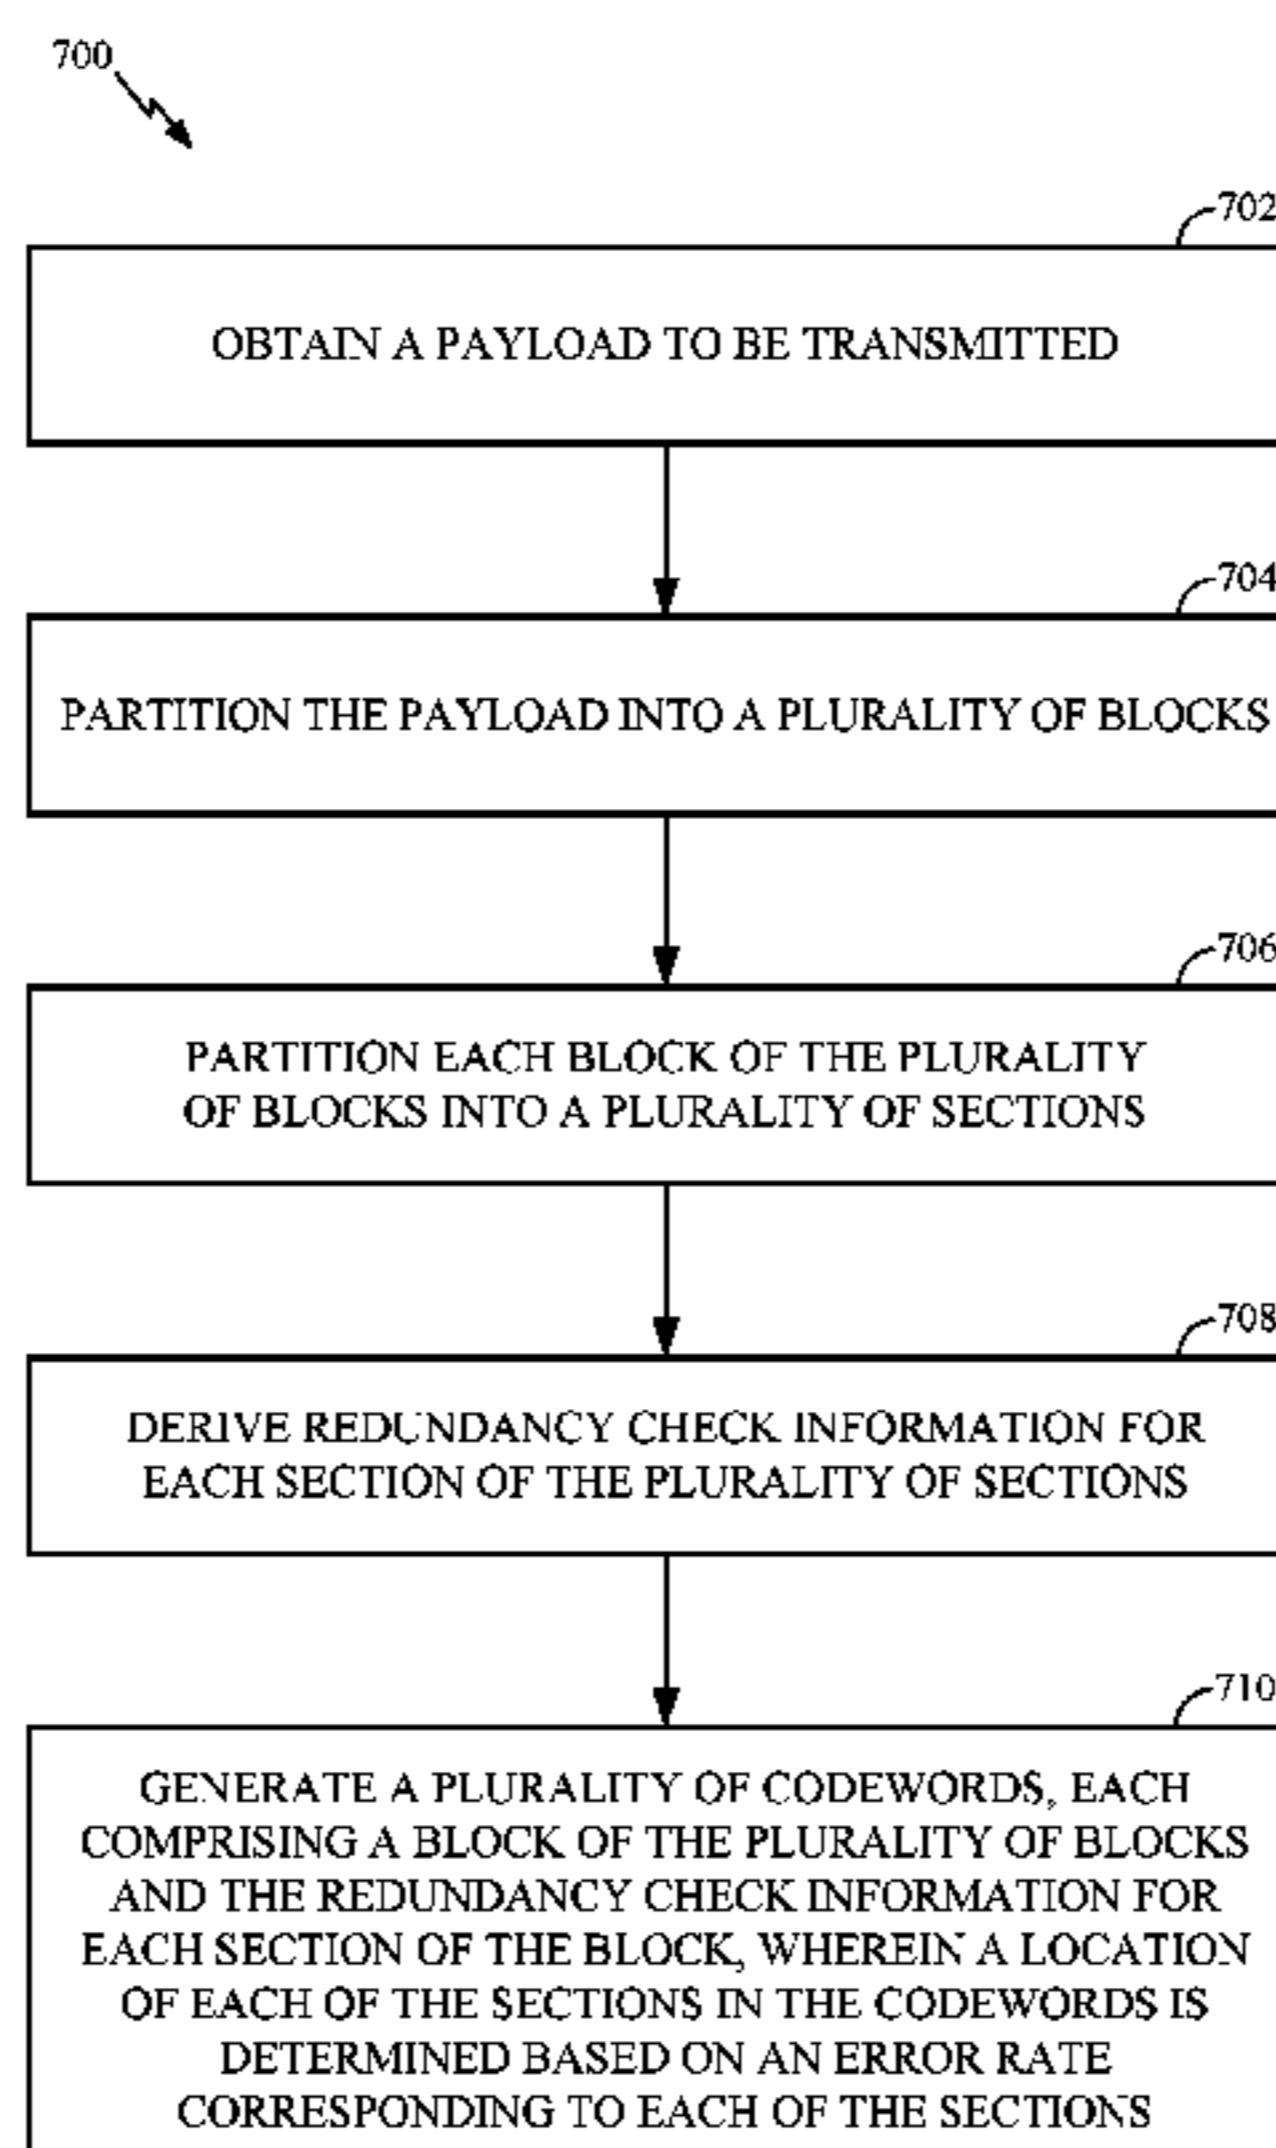 700
702
OBTAIN A PAYLOAD TO BE TRANSMITTED
704
PARTITION THE PAYLOAD INTO A PLURALITY OF BLOCKS
706
PARTITION EACH BLOCK OF THE PLURALITY
OF BLOCKS INTO A PLURALITY OF SECTIONS
708
DERIVE REDUNDANCY CHECK INFORMATION FOR
EACH SECTION OF THE PLURALITY OF SECTIONS
710
GENERATE A PLURALITY OF CODEWORDS, EACH
COMPRISING A BLOCK OF THE PLURALITY OF BLOCKS
AND THE REDUNDANCY CHECK INFORMATION FOR
EACH SECTION OF THE BLOCK, WHEREIN A LOCATION
OF EACH OF THE SECTIONS IN THE CODEWORDS IS
DETERMINED BASED ON AN ERROR RATE
CORRESPONDING TO EACH OF THE SECTIONS